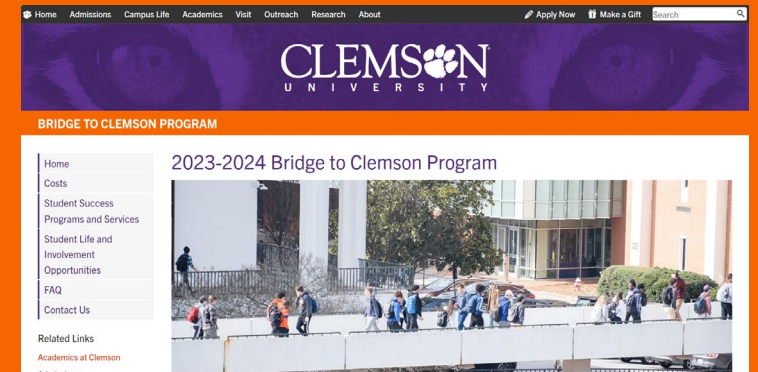 Home Admissions Campus Life Academics Visit Outreach Research About Apply Now Make a Gift Search
CLEMSON
UNIVERSITY
BRIDGE TO CLEMSON PROGRAM
Home
Costs
Student Success
Programs and Services
Student Life and
Involvement
Opportunities
FAQ
Contact Us
Related Links
Academics at Clemson
2023-2024 Bridge to Clemson Program